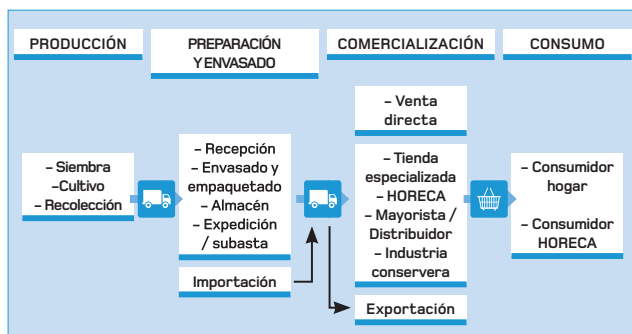 PRODUCCIÓN
PREPARACIÓN
Y ENVASADO
COMERCIALIZACIÓN
CONSUMO
– Siembra
–Cultivo
– Recolección
– Recepción
– Envasado y
empaquetado
– Almacén
– Expedición
/ subasta
Importación
– Venta
directa
– Tienda
especializada
– HORECA
– Mayorista /
Distribuidor
– Industria
conservera
Exportación
– Consumidor
hogar
– Consumidor
HORECA